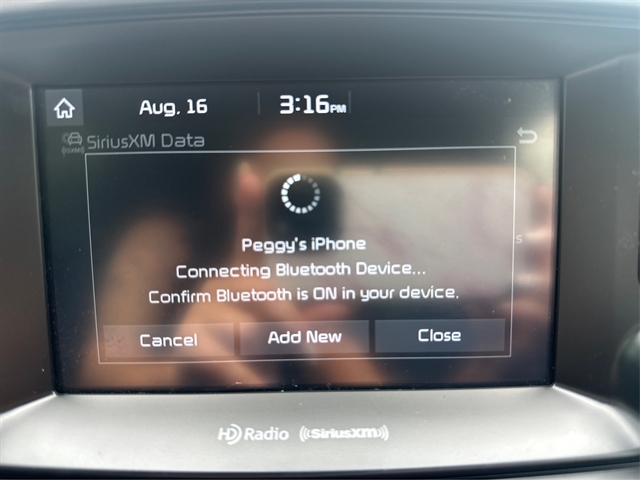 Aug. 16 3:16PM
SiriusXM Data
Peggy's iPhone
Connecting Bluetooth Device...
Confirm Bluetooth is ON in your device.
Cancel Add New Close
HD Radio ((SiriusXM))